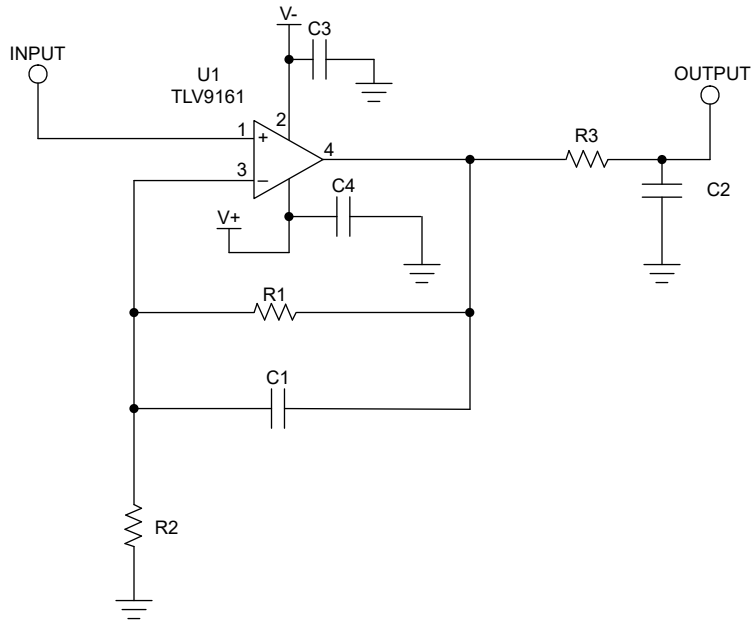 V-
C3
INPUT
U1
TLV9161
OUTPUT
2
1
+
R3
4
3
−
C4
C2
V+
R1
C1
R2